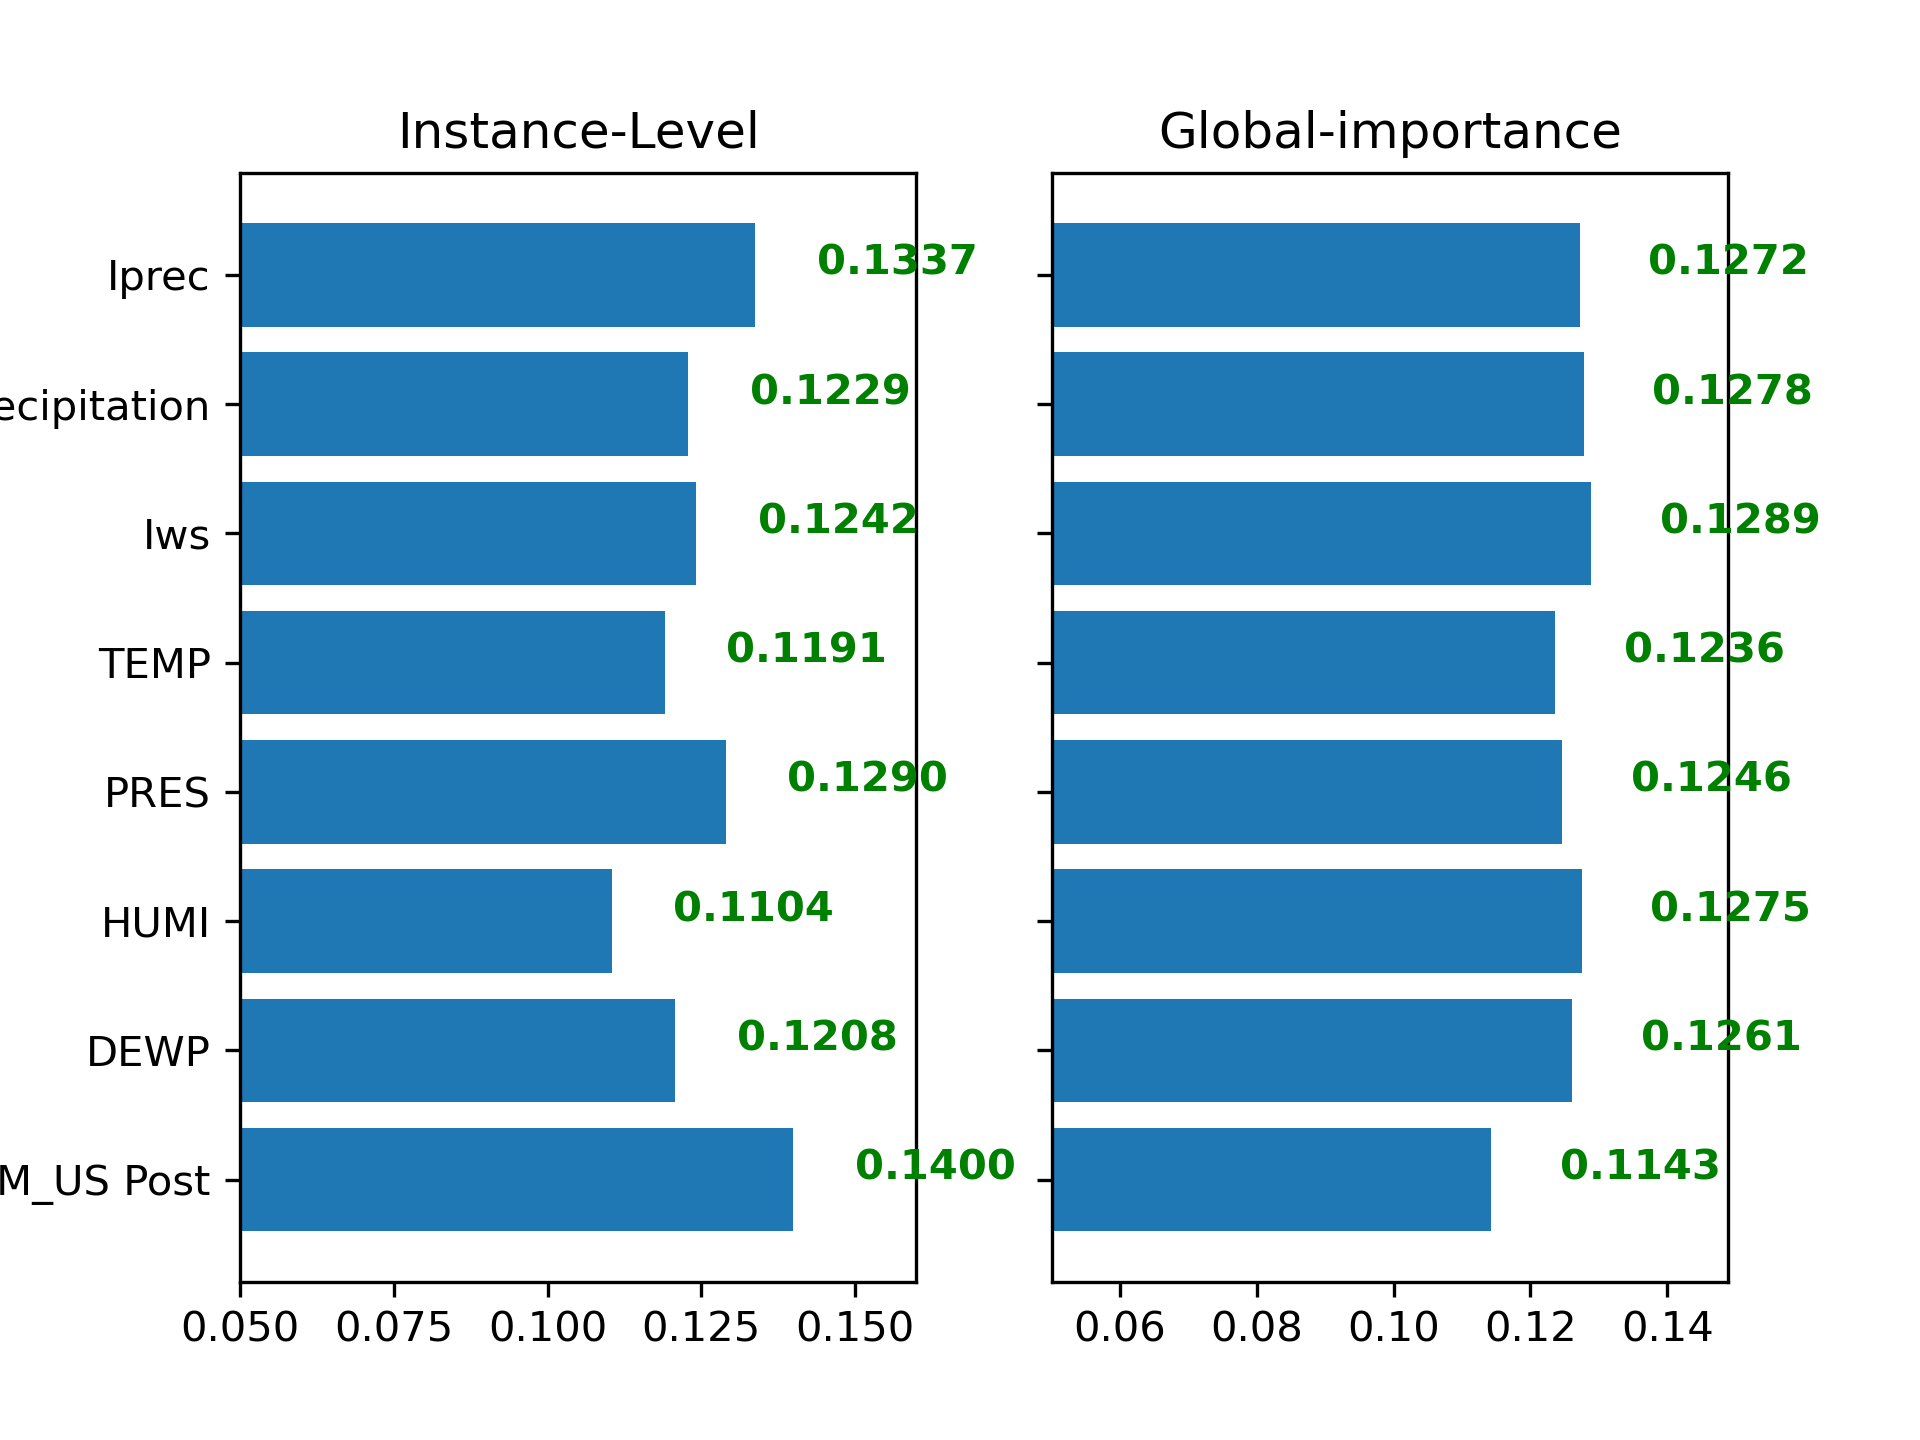 Instance-Level
Global-importance
Iprec
0.1337
0.1272
ecipitation
0.1229
0.1278
Iws
0.1242
0.1289
TEMP
0.1191
0.1236
PRES
0.1290
0.1246
HUMI
0.1104
0.1275
DEWP
0.1208
0.1261
M_US Post
0.1400
0.1143
0.050 0.075 0.100 0.125 0.150
0.06 0.08 0.10 0.12 0.14